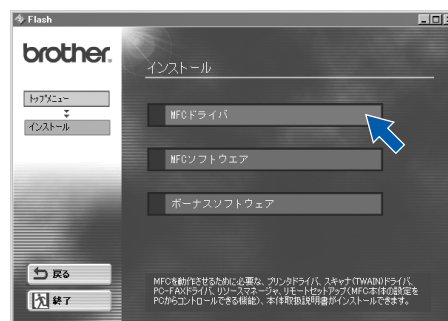 Flash
brother.
インストール
トップメニュー
インストール
MFCドライバ
MFCソフトウエア
ボーナスソフトウェア
戻る
終了
MFCを動作させるために必要な、プリンタドライバ、スキャナ(TWAIN)ドライバ、
PC-FAXドライバ、リソースマネージャ、リモートセットアップ(MFC本体の設定を
PCからコントロールできる機能)、本体取扱説明書がインストールできます。